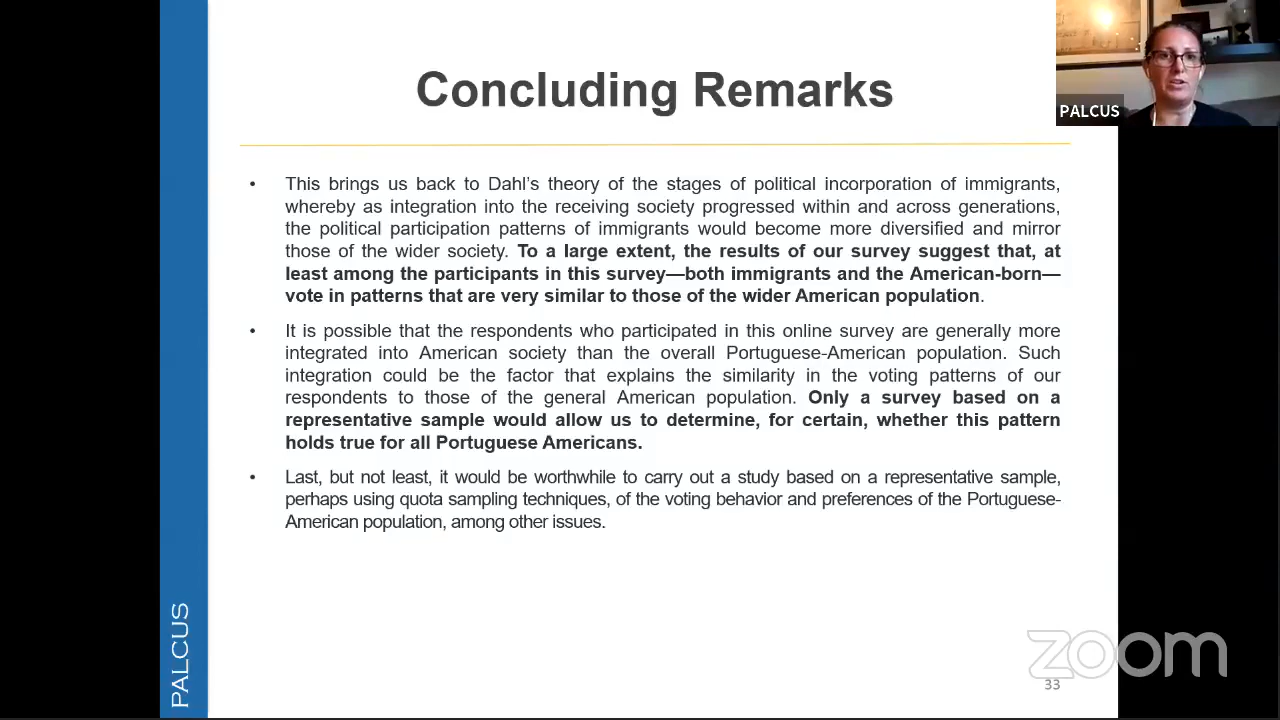 Concluding Remarks
PALCUS
• This brings us back to Dahl's theory of the stages of political incorporation of immigrants,
whereby as integration into the receiving society progressed within and across generations,
the political participation patterns of immigrants would become more diversified and mirror
those of the wider society. To a large extent, the results of our survey suggest that, at
least among the participants in this survey—both immigrants and the American-born—
vote in patterns that are very similar to those of the wider American population.
• It is possible that the respondents who participated in this online survey are generally more
integrated into American society than the overall Portuguese-American population. Such
integration could be the factor that explains the similarity in the voting patterns of our
respondents to those of the general American population. Only a survey based on a
representative sample would allow us to determine, for certain, whether this pattern
holds true for all Portuguese Americans.
• Last, but not least, it would be worthwhile to carry out a study based on a representative sample,
perhaps using quota sampling techniques, of the voting behavior and preferences of the Portuguese-
American population, among other issues.
PALCUS
zoom
33